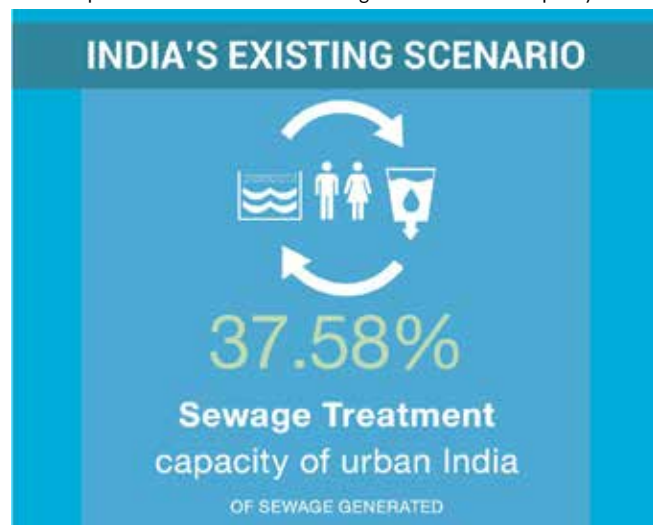 INDIA'S EXISTING SCENARIO
37.58%
Sewage Treatment
capacity of urban India
OF SEWAGE GENERATED